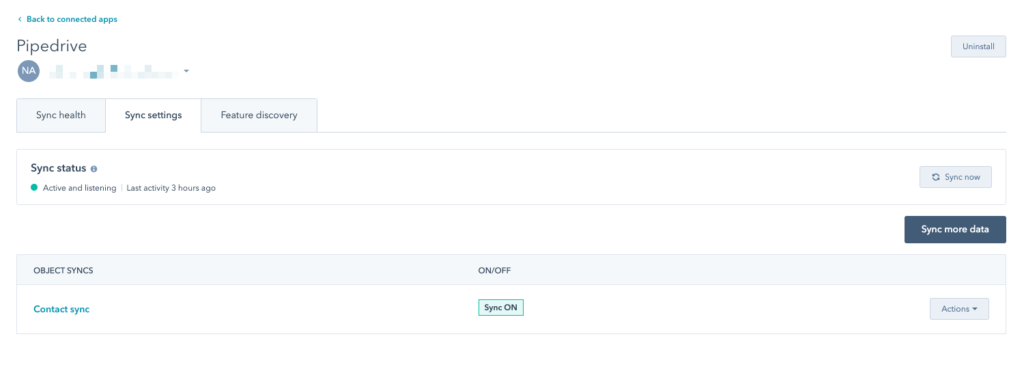 Back to connected apps
Pipedrive
Uninstall
NA
Sync health
Sync settings
Feature discovery
Sync status
Active and listening | Last activity 3 hours ago
Sync now
Sync more data
OBJECT SYNCS
ON/OFF
Contact sync
Sync ON
Actions